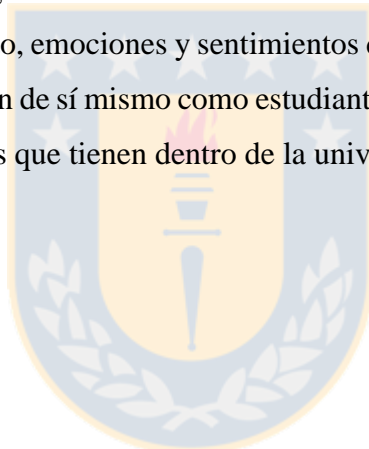 o, emociones y sentimientos
n de sí mismo como estudiant
s que tienen dentro de la univ